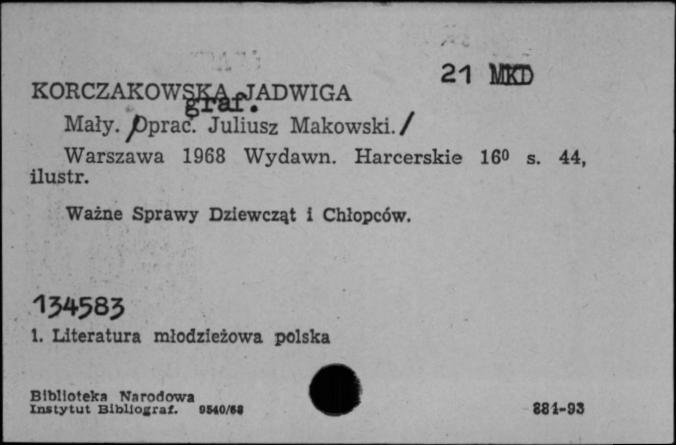 21 MKD
KORCZAKOWSKA JADWIGA
graf.
Mały. /Oprac. Juliusz Makowski./
Warszawa 1968 Wydawn. Harcerskie 16⁰ s. 44,
ilustr.
Ważne Sprawy Dziewcząt i Chłopców.
134583
1. Literatura młodzieżowa polska
Biblioteka Narodowa
Instytut Bibliograf. 9540/68
881-93